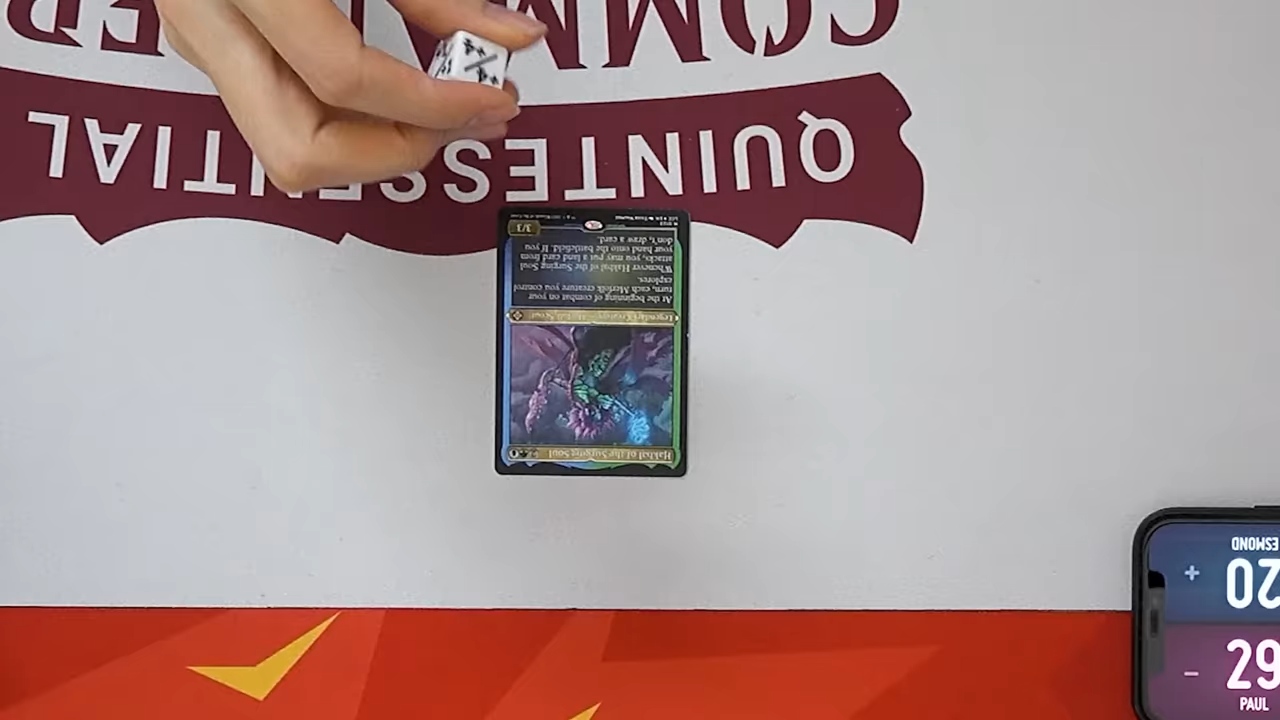 QUINTESSENTIAL
Hakbal of the Surging Soul
Legendary Creature — Merfolk Scout
At the beginning of combat on your
turn, each Merfolk creature you control
explores.
Whenever Hakbal of the Surging Soul
attacks, you may put a land card from
your hand onto the battlefield. If you
don't, draw a card.
3/3
ESMOND
+ 20
- 29
PAUL